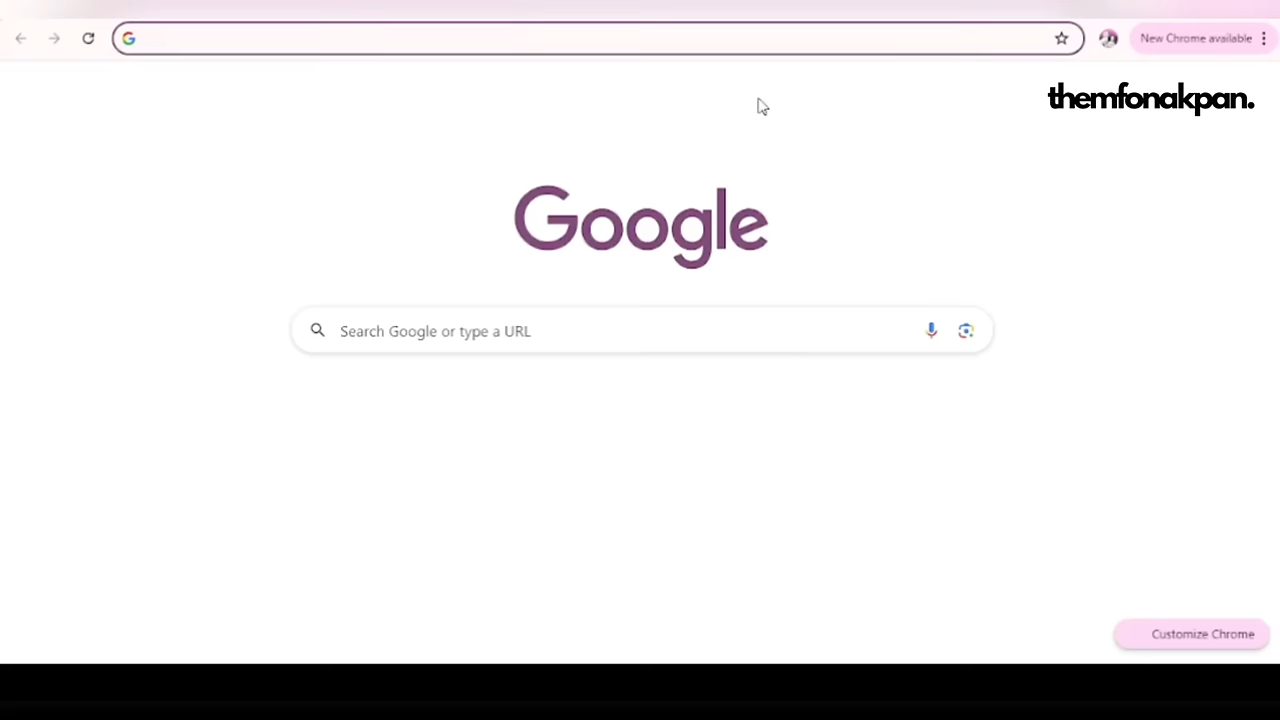 New Chrome available
themfonakpan.
Google
Search Google or type a URL
Customize Chrome